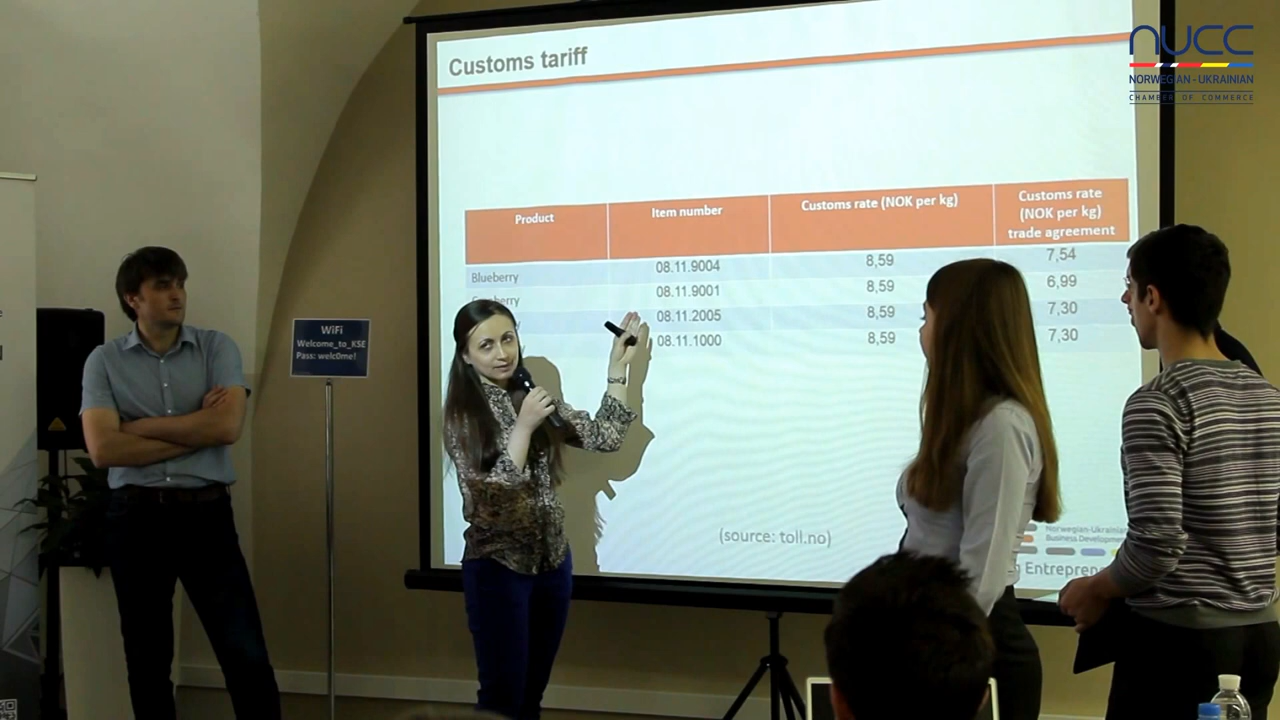 NUCC
NORWEGIAN - UKRAINIAN
CHAMBER OF COMMERCE
Customs tariff
Product
Item number
Customs rate (NOK per kg)
Customs rate
(NOK per kg)
trade agreement
Blueberry
08.11.9004
8,59
7,54
08.11.9001
8,59
6,99
08.11.2005
8,59
7,30
08.11.1000
8,59
7,30
(source: toll.no)
Norwegian-Ukrainian
Business
WiFi
Welcome_to_KSE
Pass: welc0me!